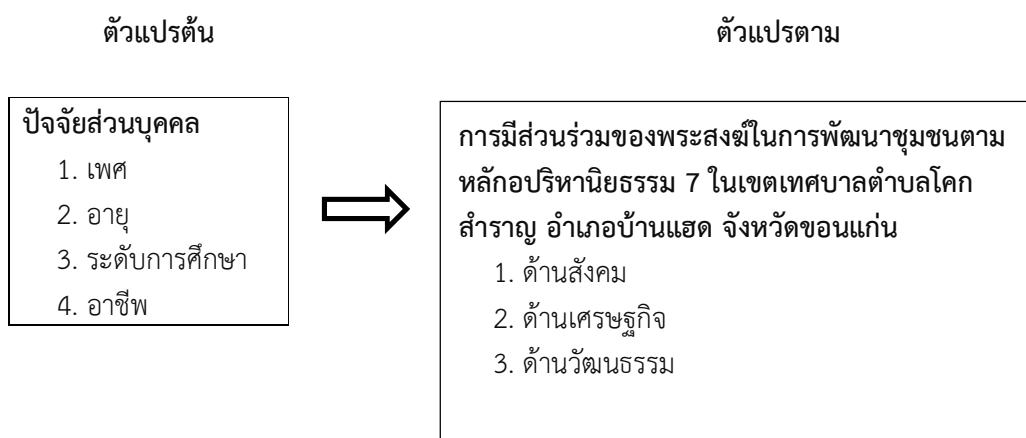 ตัวแปรต้น
ตัวแปรตาม
ปัจจัยส่วนบุคคล
1. เพศ
2. อายุ
3. ระดับการศึกษา
4. อาชีพ
การมีส่วนร่วมของพระสงฆ์ในการพัฒนาชุมชนตาม
หลักอปริหานิยธรรม 7 ในเขตเทศบาลตำบลโคก
สำราญ อำเภอบ้านแฮด จังหวัดขอนแก่น
1. ด้านสังคม
2. ด้านเศรษฐกิจ
3. ด้านวัฒนธรรม